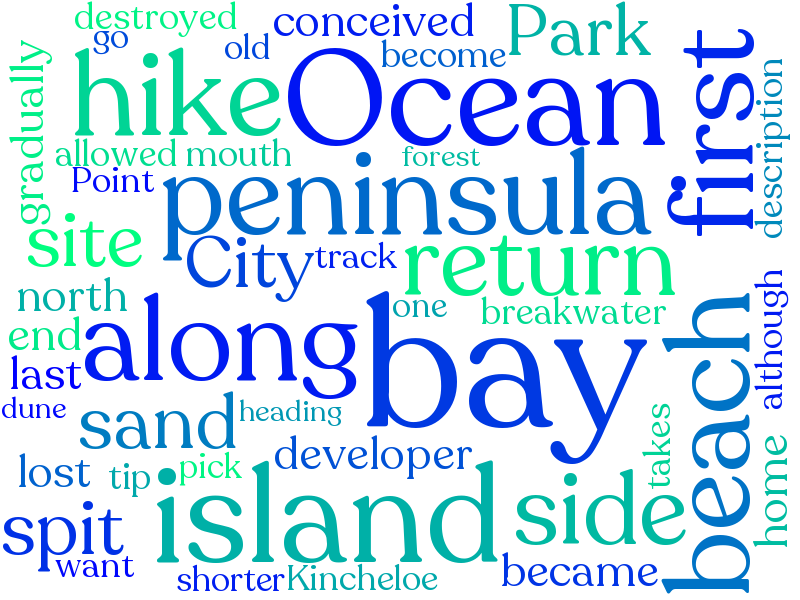 destroyed
conceived
Park
go
old
become
first
hike
Ocean
gradually
description
allowed
mouth
forest
Point
peninsula
site
City
track
return
north
one
breakwater
although
end
along
bay
beach
last
dune
sand
heading
takes
developer
home
lost
tip
pick
island
side
spit
want
became
shorter
Kincheloe